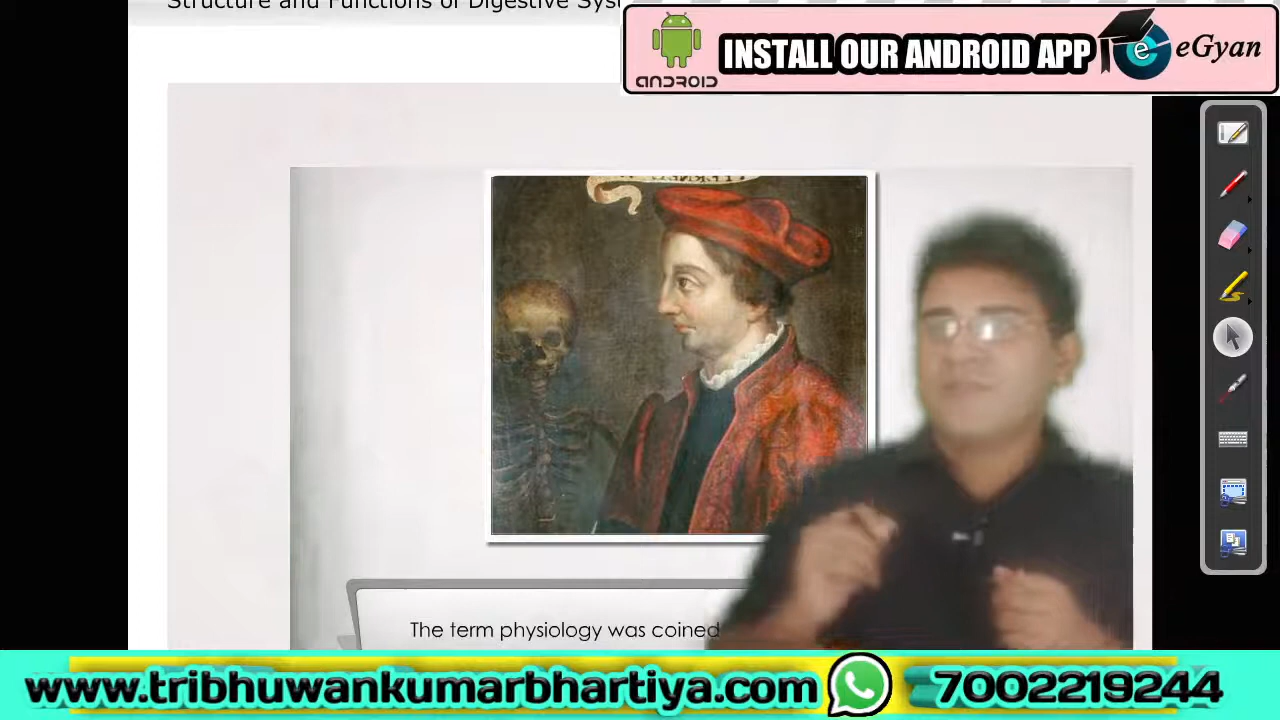 Structure and Functions of Digestive Sys
ANDROID
INSTALL OUR ANDROID APP
e
eGyan
The term physiology was coined
www.tribhuwankumarbhartiya.com
7002219244